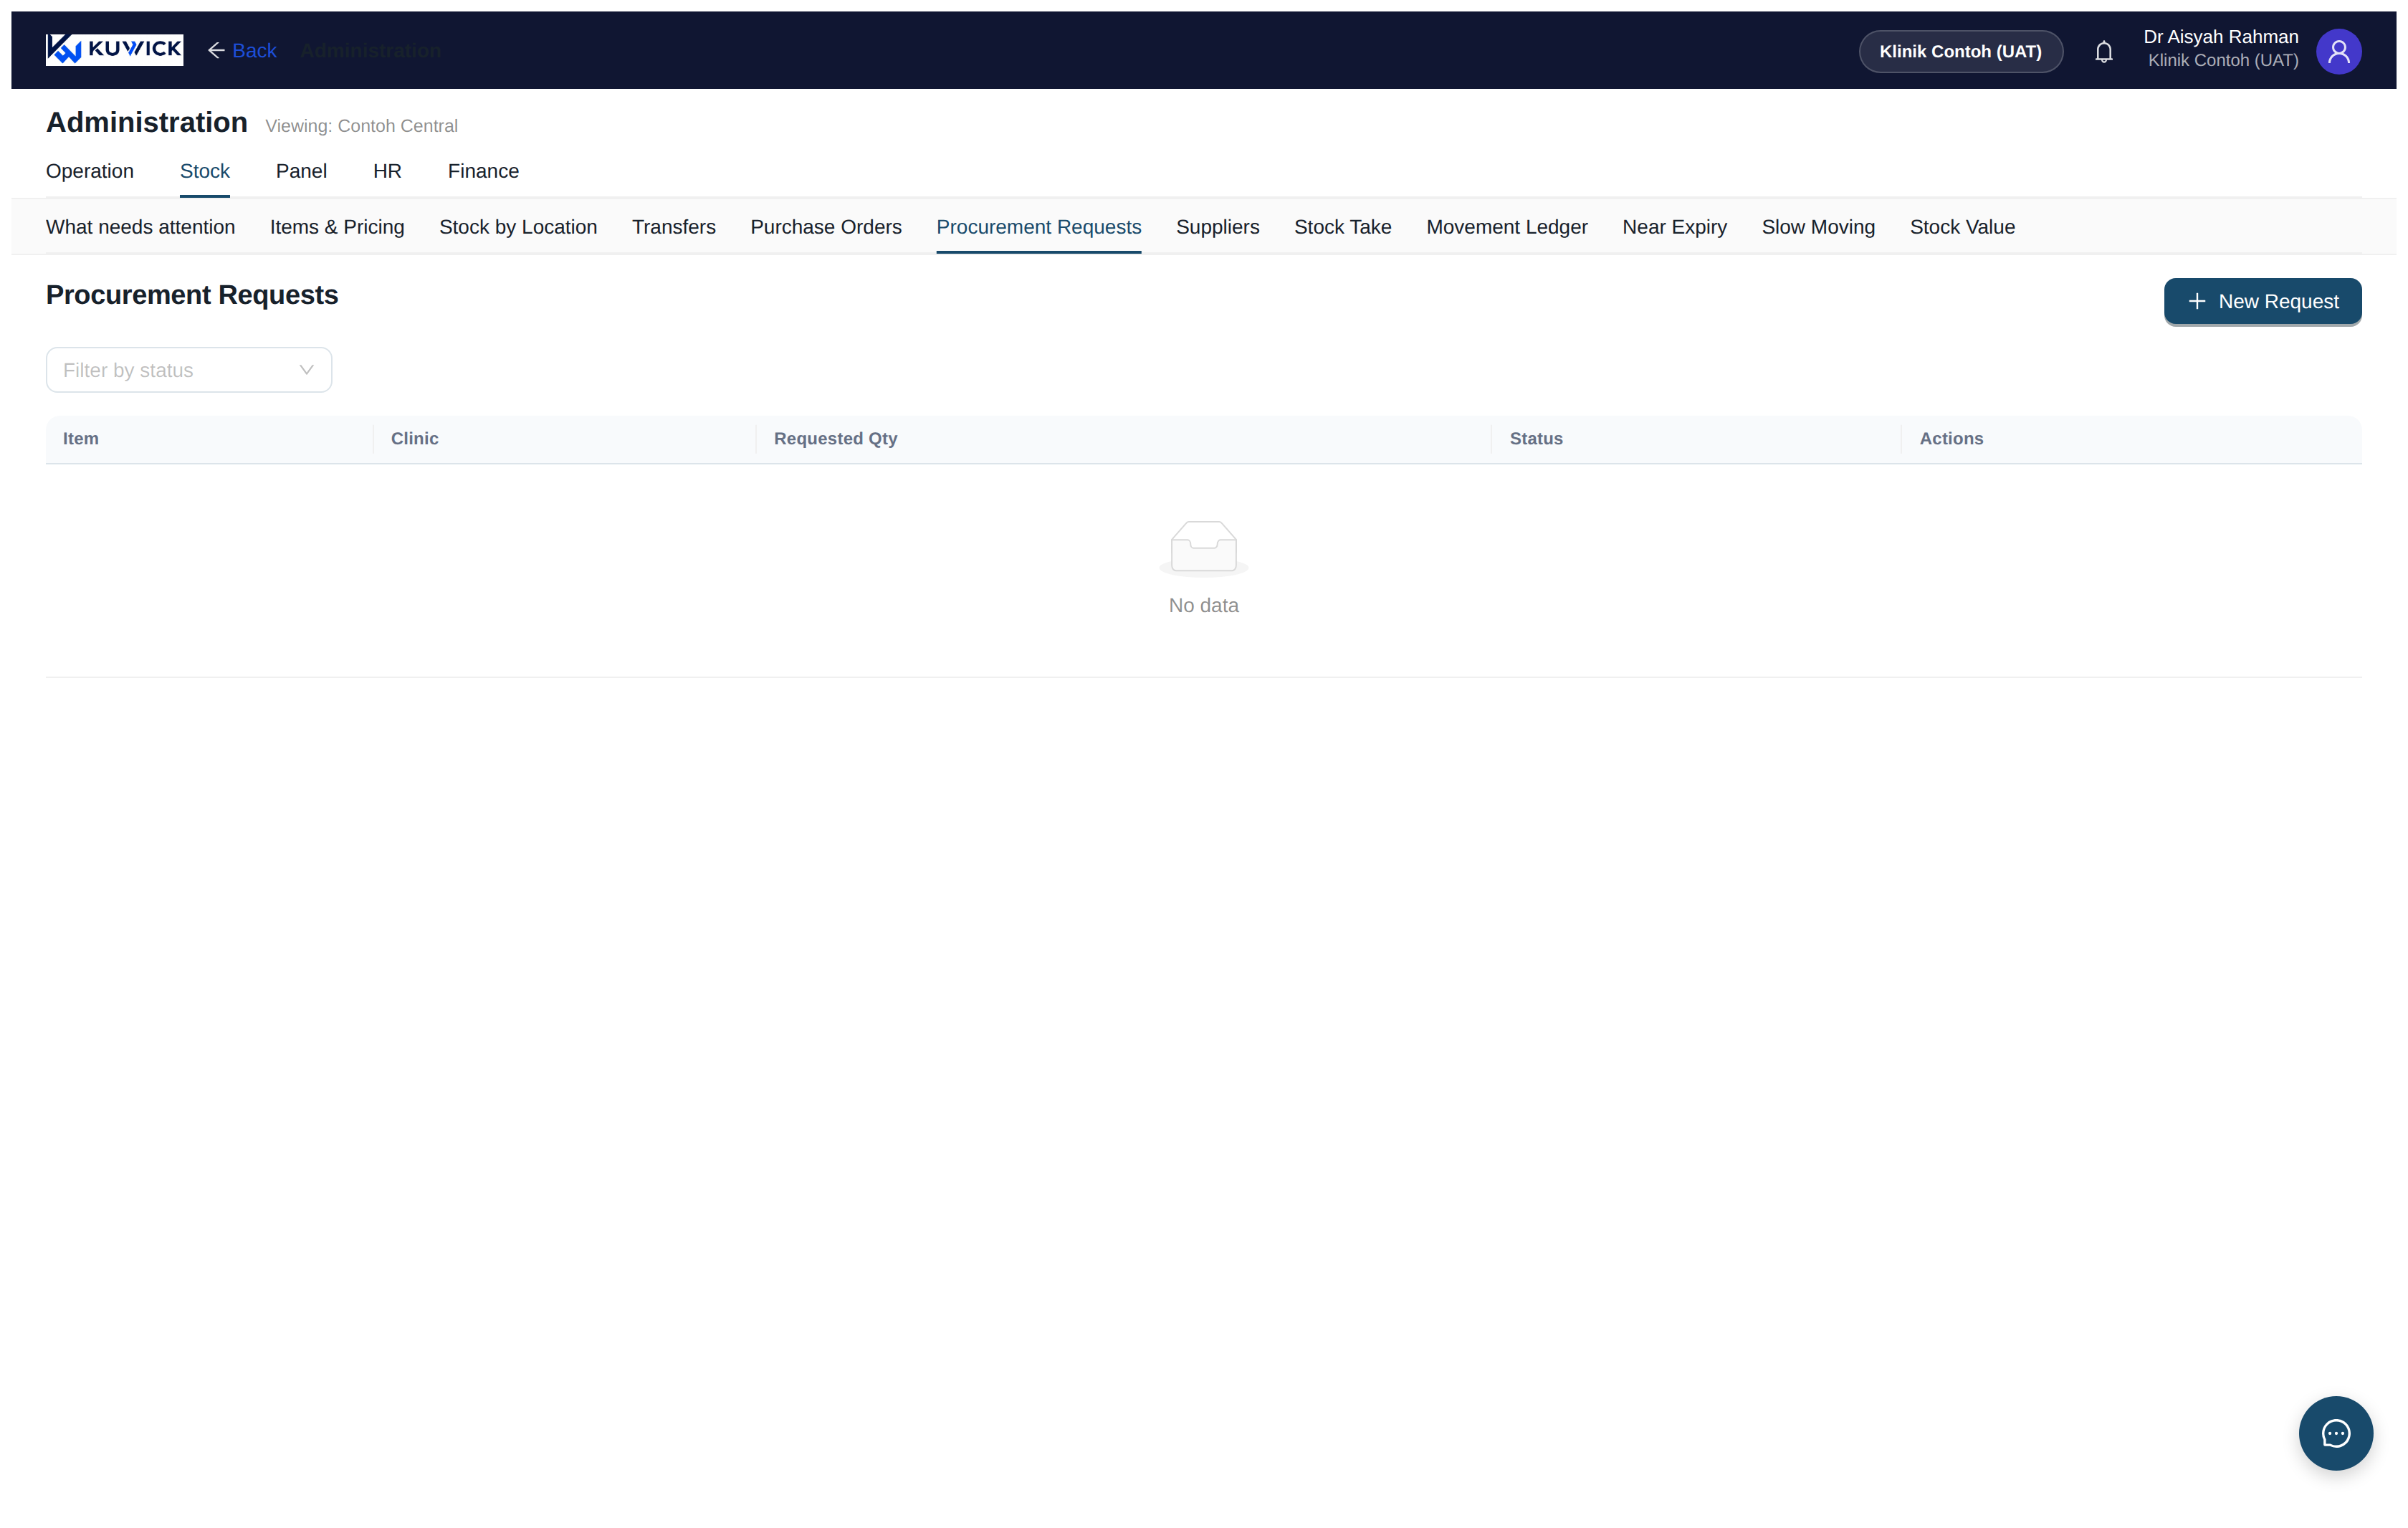 KUWICK
Back
Administration
Klinik Contoh (UAT)
Dr Aisyah Rahman
Klinik Contoh (UAT)
Administration
Viewing: Contoh Central
Operation
Stock
Panel
HR
Finance
What needs attention
Items & Pricing
Stock by Location
Transfers
Purchase Orders
Procurement Requests
Suppliers
Stock Take
Movement Ledger
Near Expiry
Slow Moving
Stock Value
Procurement Requests
New Request
Filter by status
Item
Clinic
Requested Qty
Status
Actions
No data